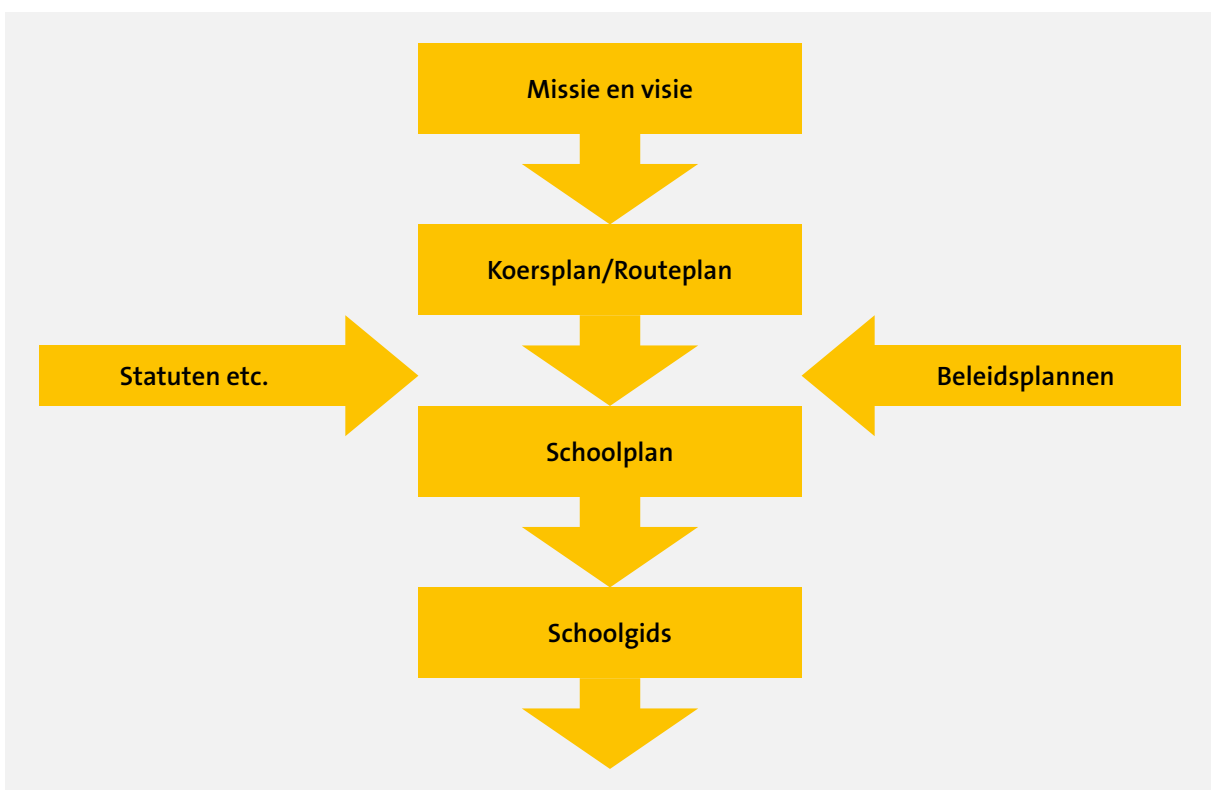 Missie en visie
Koersplan/Routeplan
Statuten etc.
Beleidsplannen
Schoolplan
Schoolgids